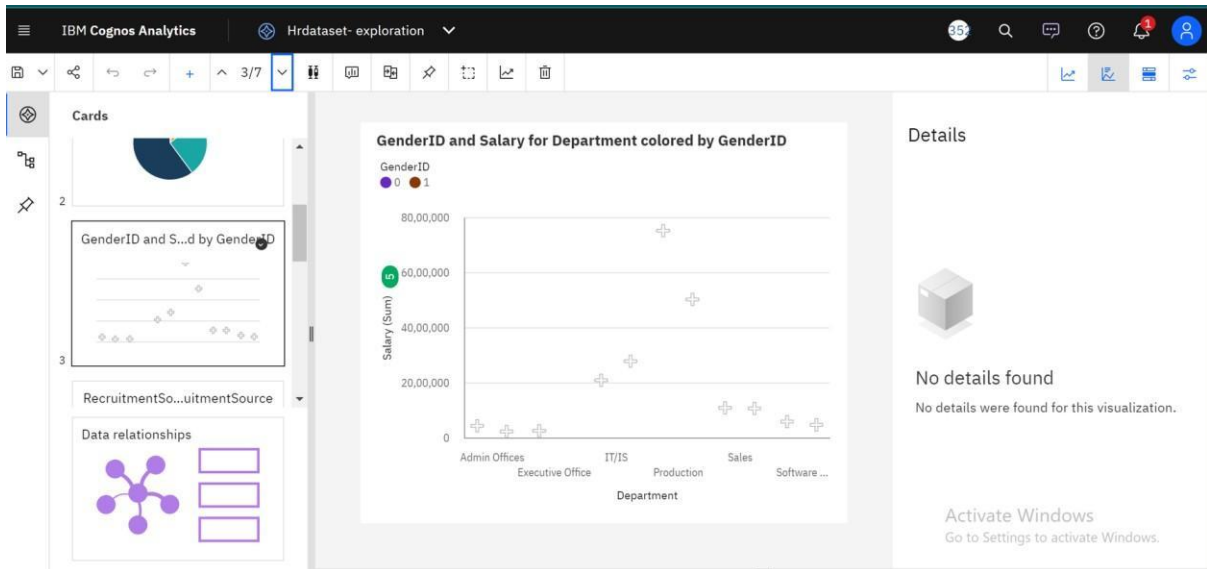 IBM Cognos Analytics
Hrdataset- exploration
1
3/7
Cards
2
GenderID and S...d by GenderID
3
RecruitmentSo...uitmentSource
Data relationships
GenderID and Salary for Department colored by GenderID
GenderID
0 1
80,00,000
60,00,000
40,00,000
20,00,000
0
Salary (Sum)
5
Admin Offices
Executive Office
IT/IS
Production
Sales
Software ...
Department
Details
No details found
No details were found for this visualization.
Activate Windows
Go to Settings to activate Windows.